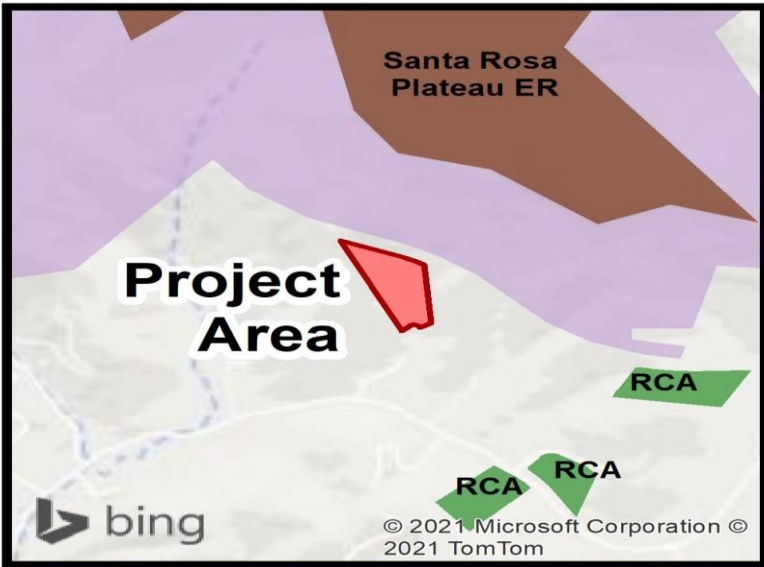 Santa Rosa
Plateau ER
Project
Area
RCA
RCA
RCA
bing
© 2021 Microsoft Corporation ©
2021 TomTom